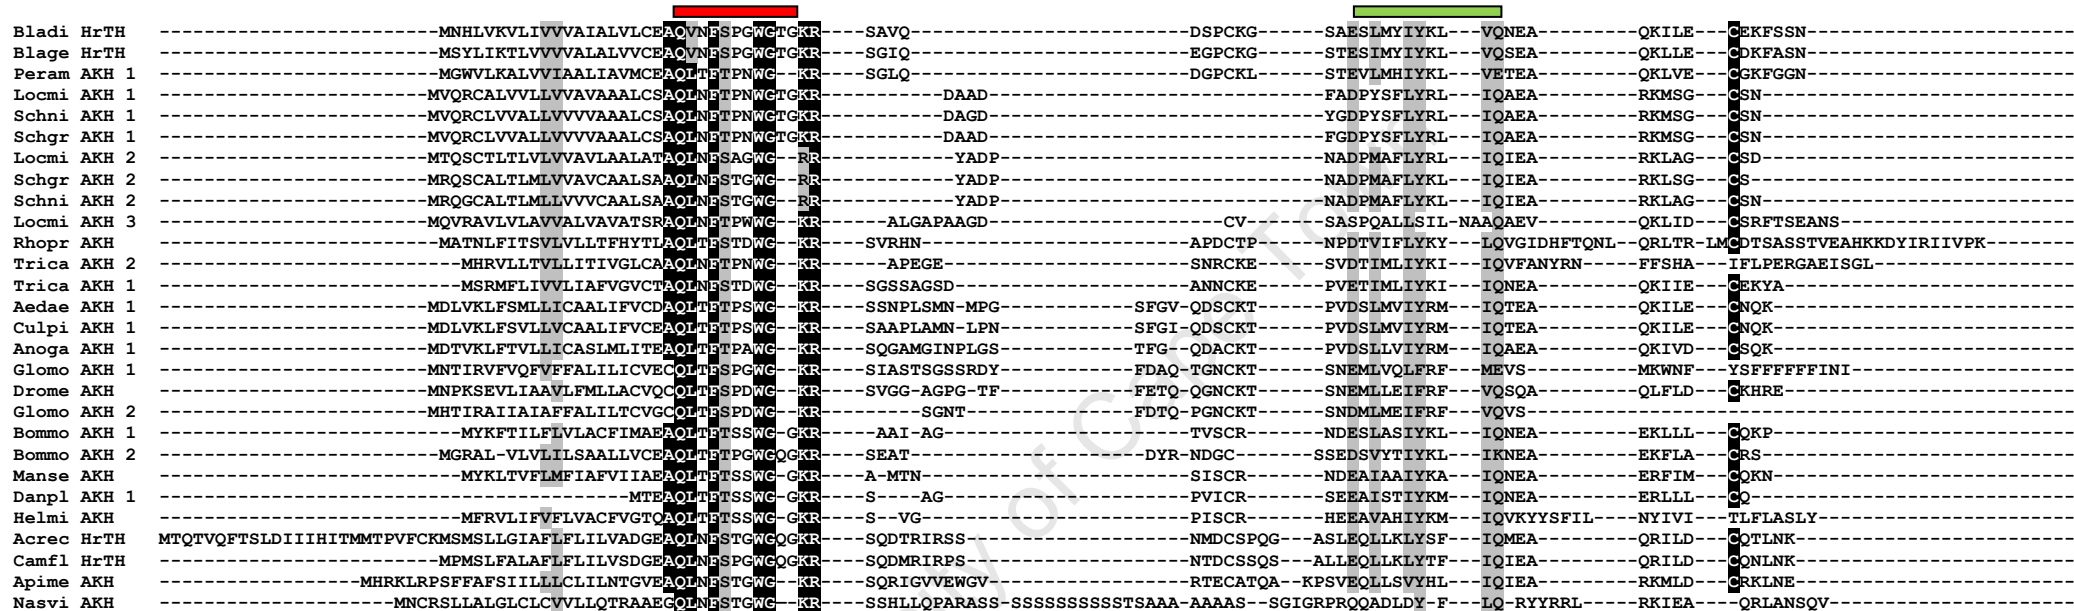 Bladi HrTH -------------------------MNHLVKVLIVVVAIALVLCEAQVNFSPGWGTGKR----SAVQ-------------------------DSPCKG------SAESLMYIYKL---VQNEA---------QKILE---CEKFSSN------------------------
Blage HrTH -------------------------MSYLIKTLVVVALVALVVCEAQVNFSPGWGTGKR----SGIQ-------------------------EGPCKG------STESIMYIYKL---VQSEA---------QKLLE---CDKFASN------------------------
Peram AKH 1 -------------------------MGWVLKALVVIAALIAVMCEAQLTFTPNWG--KR----SGLQ-------------------------DGPCKL------STEVLMHIYKL---VETEA---------QKLVE---CGKFGGN------------------------
Locmi AKH 1 ------------------------MVQRCALVVLLVVAVAAALCSAQLNFTPNWGTGKR-----------DAAD------------------------------FADPYSFLYRL---IQAEA---------RKMSG---CSN----------------------------
Schni AKH 1 ------------------------MVQRCLVVALLVVVVAAALCSAQLNFTPNWGTGKR-----------DAGD------------------------------YGDPYSFLYRL---IQAEA---------RKMSG---CSN----------------------------
Schgr AKH 1 ------------------------MVQRCLVVALLVVVVAAALCSAQLNFTPNWGTGKR-----------DAAD------------------------------FGDPYSFLYRL---IQAEA---------RKMSG---CSN----------------------------
Locmi AKH 2 ------------------------MTQSCTLTLVLVVAVLAALATAQLNFSAGWG--RR------------YADP-----------------------------NADPMAFLYRL---IQIEA---------RKLAG---CSD----------------------------
Schgr AKH 2 ------------------------MRQSCALTLMLVVAVCAALSAAQLNFSTGWG--RR------------YADP-----------------------------NADPMAFLYKL---IQIEA---------RKLSG---CS-----------------------------
Schni AKH 2 ------------------------MRQGCALTLMLLVVVCAALSAAQLNFSTGWG--RR------------YADP-----------------------------NADPMAFLYKL---IQIEA---------RKLAG---CSN----------------------------
Locmi AKH 3 ------------------------MQVRAVLVLAVVALVAVATSRAQLNFTPWWG--KR------ALGAPAAGD---------------------CV-------SASPQALLSIL-NAAQAEV---------QKLID---CSRFTSEANS---------------------
Rhopr AKH -------------------------MATNLFITSVLVLLTFHYTLAQLTFSTDWG--KR----SVRHN------------------------APDCTP------NPDTVIFLYKY---LQVGIDHFTQNL--QRLTR-LMCDTSASSTVEAHKKDYIRIIVPK--------
Trica AKH 2 ---------------------------MHRVLLTVLLITIVGLCAAQLNFTPNWG--KR------APEGE----------------------SNRCKE------SVDTIMLIYKI---IQVFANYRN-----FFSHA---IFLPERGAEISGL------------------
Trica AKH 1 ---------------------------MSRMFLIVVLIAFVGVCTAQLNFSTDWG--KR----SGSSAGSD---------------------ANNCKE------PVETIMLIYKI---IQNEA---------QKIIE---CEKYA--------------------------
Aedae AKH 1 ------------------------MDLVKLFSMLLICAALIFVCDAQLTFTPSWG--KR----SSNPLSMN-MPG-------------SFGV-QDSCKT------PVDSLMVIYRM---IQTEA---------QKILE---CNQK---------------------------
Culpi AKH 1 ------------------------MDLVKLFSVLLVCAALIFVCEAQLTFTPSWG--KR----SAAPLAMN-LPN-------------SFGI-QDSCKT------PVDSLMVIYRM---IQTEA---------QKILE---CNQK---------------------------
Anoga AKH 1 ------------------------MDTVKLFTVLLLICASLMLITEAQLTFTPAWG--KR----SQGAMGINPLGS------------TFG--QDACKT------PVDSLLVIYRM---IQAEA---------QKIVD---CSQK---------------------------
Glomo AKH 1 ------------------------MNTIRVFVQFVFFALILICVECQLTFSPGWG--KR----SIASTSGSSRDY-------------FDAQ-TGNCKT------SNEMLVQLFRF---MEVS----------MKWNF---YSFFFFFFINI--------------------
Drome AKH ------------------------MNPKSEVLIAAVLFMLLACVQCQLTFSPDWG--KR----SVGG-AGPG-TF------------FETQ-QGNCKT------SNEMLLEIFRF---VQSQA---------QLFLD---CKHRE--------------------------
Glomo AKH 2 ------------------------MHTIRAIIAIAFFALILTCVGCQLTFSPDWG--KR---------SGNT----------------FDTQ-PGNCKT------SNDMLMEIFRF---VQVS------------------------------------------------
Bommo AKH 1 ---------------------------MYKFTILFLVLACFIMAEAQLTFTSSWG-GKR-----AAI-AG----------------------TVSCR-------NDESLASIYKL---IQNEA---------EKLLL---CQKP---------------------------
Bommo AKH 2 -------------------------MGRAL-VLVLILSAALLVCEAQLTFTPGWGQGKR----SEAT---------------------DYR-NDGC--------SSEDSVYTIYKL---IKNEA---------EKFLA---CRS----------------------------
Manse AKH ---------------------------MYKLTVFLMFIAFVIIAEAQLTFTSSWG-GKR----A-MTN------------------------SISCR-------NDEAIAAIYKA---IQNEA---------ERFIM---CQKN---------------------------
Danpl AKH 1 ------------------------------------------MTEAQLTFTSSWG-GKR----S----AG----------------------PVICR-------SEEAISTIYKM---IQNEA---------ERLLL---CQ-----------------------------
Helmi AKH ---------------------------MFRVLIFVFLVACFVGTQAQLTFTSSWG-GKR----S--VG------------------------PISCR-------HEEAVAHIYKM---IQVKYYSFIL----NYIVI---TLFLASLY-----------------------
Acrec HrTH MTQTVQFTSLDIIIHITMMTPVFCKMSMSLLGIAFLFLILVADGEAQLNFSTGWGQGKR----SQDTRIRSS--------------------NMDCSPQG----ASLEQLLKLYSF---IQMEA---------QRILD---CQTLNK-------------------------
Camfl HrTH -------------------------MPMSLFALAFLFLILVSDGEAQLNFSPGWGQGKR----SQDMRIRPS--------------------NTDCSSQS----ALLEQLLKLYTF---IQIEA---------QRILD---CQNLNK-------------------------
Apime AKH ------------------MHRKLRPSFFAFSIILLLCLILNTGVEAQLNFSTGWG--KR----SQRIGVVEWGV------------------RTECATQA--KPSVEQLLSVYHL---IQIEA---------RKMLD---CRKLNE-------------------------
Nasvi AKH ---------------------MNCRSLLALGLCLCVVLLQTRAAEGQLNFSTGWG--KR----SSHLLQPARASS-SSSSSSSSSSSTSAAA-AAAAS--SGIGRPRQQADLDY-F---LQ-RYYRRL----RKIEA----QRLANSQV----------------------